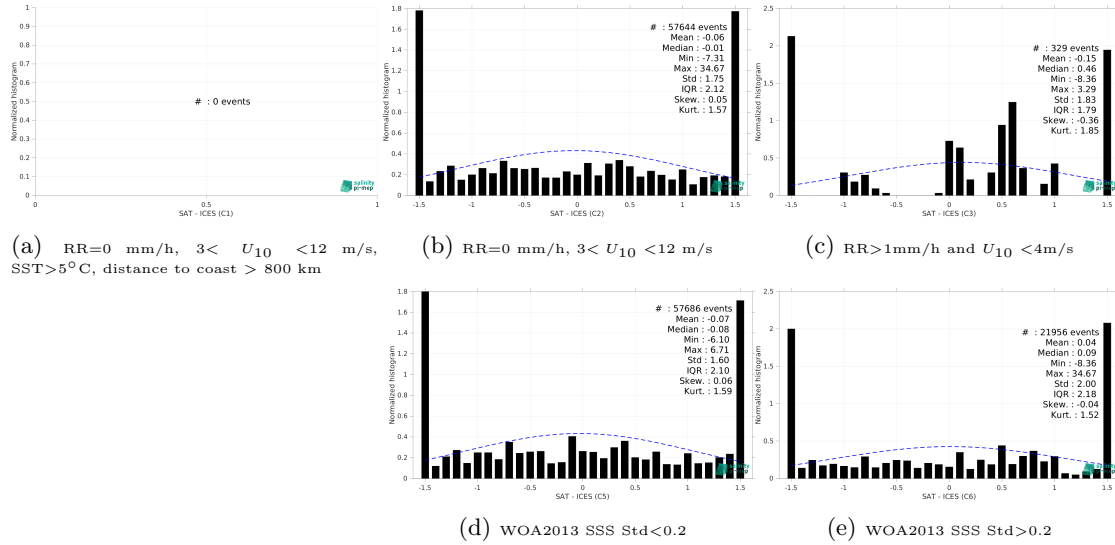 1
0.9
0.8
0.7
0.6
0.5
0.4
0.3
0.2
0.1
0
Normalized histogram
# : 0 events
0 0.5 1
SAT - ICES (C1)
salinity
pi-mep
(a) RR=0 mm/h, 3< U10 <12 m/s,
SST>5°C, distance to coast > 800 km
1.8
1.6
1.4
1.2
1
0.8
0.6
0.4
0.2
0
Normalized histogram
# : 57644 events
Mean : -0.06
Median : -0.01
Min : -7.31
Max : 34.67
Std : 1.75
IQR : 2.12
Skew. : 0.05
Kurt. : 1.57
-1.5 -1 -0.5 0 0.5 1 1.5
SAT - ICES (C2)
salinity
pi-mep
(b) RR=0 mm/h, 3< U10 <12 m/s
2.5
2
1.5
1
0.5
0
Normalized histogram
# : 329 events
Mean : -0.15
Median : 0.46
Min : -8.36
Max : 3.29
Std : 1.83
IQR : 1.79
Skew. : -0.36
Kurt. : 1.85
-1.5 -1 -0.5 0 0.5 1 1.5
SAT - ICES (C3)
salinity
pi-mep
(c) RR>1mm/h and U10 <4m/s
1.8
1.6
1.4
1.2
1
0.8
0.6
0.4
0.2
0
Normalized histogram
# : 57686 events
Mean : -0.07
Median : -0.08
Min : -6.10
Max : 6.71
Std : 1.60
IQR : 2.10
Skew. : 0.06
Kurt. : 1.59
-1.5 -1 -0.5 0 0.5 1 1.5
SAT - ICES (C5)
salinity
pi-mep
(d) WOA2013 SSS Std<0.2
2.5
2
1.5
1
0.5
0
Normalized histogram
# : 21956 events
Mean : 0.04
Median : 0.09
Min : -8.36
Max : 34.67
Std : 2.00
IQR : 2.18
Skew. : -0.04
Kurt. : 1.52
-1.5 -1 -0.5 0 0.5 1 1.5
SAT - ICES (C6)
salinity
pi-mep
(e) WOA2013 SSS Std>0.2